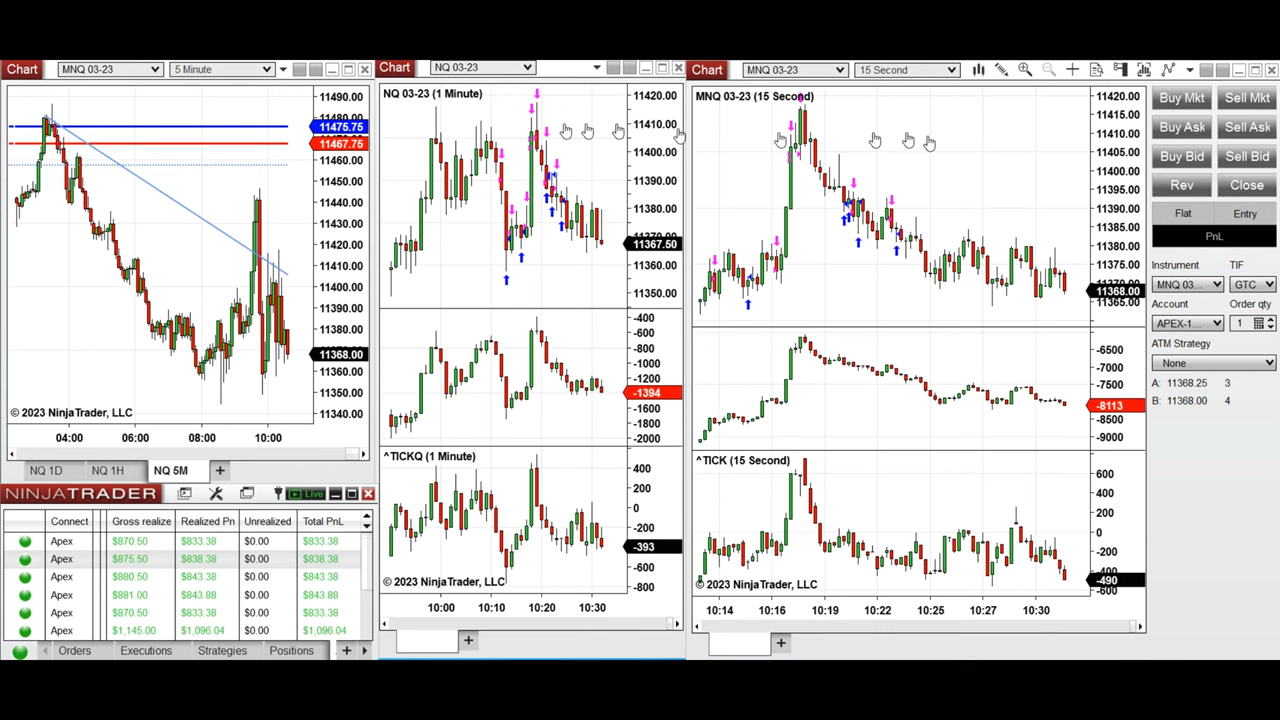 Chart MNQ 03-23 5 Minute
11490.00
11480.00
11475.75
11467.75
11460.00
11450.00
11440.00
11430.00
11420.00
11410.00
11400.00
11390.00
11380.00
11368.00
11360.00
11350.00
11340.00
© 2023 NinjaTrader, LLC
04:00 06:00 08:00 10:00
NQ 1D NQ 1H NQ 5M +
NINJATRADER Live
Connect Gross realize Realized Pn Unrealized Total PnL
Apex $870.50 $833.38 $0.00 $833.38
Apex $875.50 $838.38 $0.00 $838.38
Apex $880.50 $843.38 $0.00 $843.38
Apex $881.00 $843.88 $0.00 $843.88
Apex $870.50 $833.38 $0.00 $833.38
Apex $1,145.00 $1,096.04 $0.00 $1,096.04
Orders Executions Strategies Positions +
Chart NQ 03-23
NQ 03-23 (1 Minute)
11420.00
11410.00
11400.00
11390.00
11380.00
11367.50
11360.00
11350.00
-400
-600
-800
-1000
-1200
-1394
-1600
-1800
-2000
^TICKQ (1 Minute)
400
200
0
-200
-393
-600
-800
© 2023 NinjaTrader, LLC
10:00 10:10 10:20 10:30
+
Chart MNQ 03-23 15 Second
MNQ 03-23 (15 Second)
11420.00
11415.00
11410.00
11405.00
11400.00
11395.00
11390.00
11385.00
11380.00
11375.00
11368.00
11365.00
-6500
-7000
-7500
-8113
-8500
-9000
^TICK (15 Second)
600
400
200
0
-200
-490
-600
© 2023 NinjaTrader, LLC
10:14 10:16 10:19 10:22 10:25 10:27 10:30
+
Buy Mkt Sell Mkt
Buy Ask Sell Ask
Buy Bid Sell Bid
Rev Close
Flat Entry
PnL
Instrument TIF
MNQ 03... GTC
Account Order qty
APEX-1... 1
ATM Strategy
None
A: 11368.25 3
B: 11368.00 4